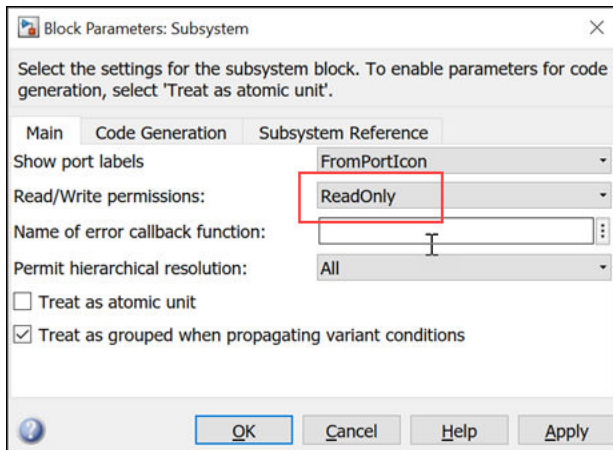 Block Parameters: Subsystem
Select the settings for the subsystem block. To enable parameters for code
generation, select 'Treat as atomic unit'.
Main Code Generation Subsystem Reference
Show port labels FromPortIcon
Read/Write permissions: ReadOnly
Name of error callback function:
Permit hierarchical resolution: All
Treat as atomic unit
Treat as grouped when propagating variant conditions
OK Cancel Help Apply